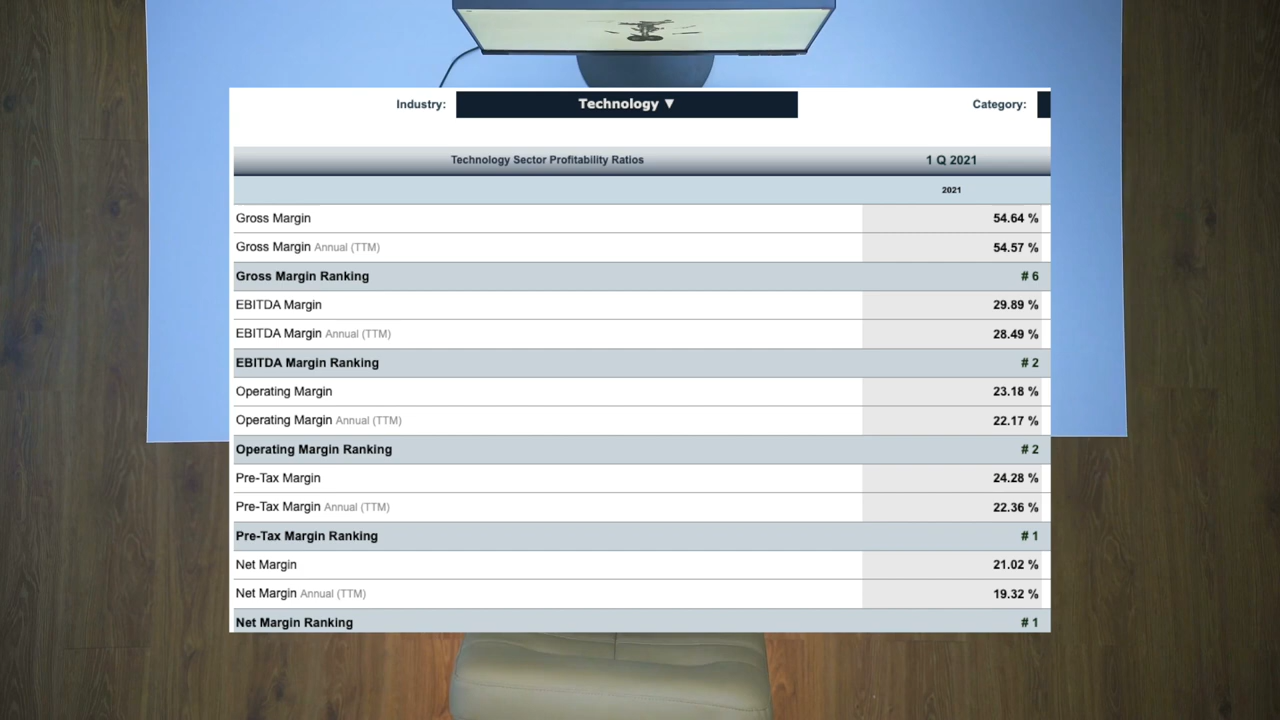 Industry: Technology ▼ Category:
Technology Sector Profitability Ratios 1 Q 2021
2021
Gross Margin 54.64 %
Gross Margin Annual (TTM) 54.57 %
Gross Margin Ranking # 6
EBITDA Margin 29.89 %
EBITDA Margin Annual (TTM) 28.49 %
EBITDA Margin Ranking # 2
Operating Margin 23.18 %
Operating Margin Annual (TTM) 22.17 %
Operating Margin Ranking # 2
Pre-Tax Margin 24.28 %
Pre-Tax Margin Annual (TTM) 22.36 %
Pre-Tax Margin Ranking # 1
Net Margin 21.02 %
Net Margin Annual (TTM) 19.32 %
Net Margin Ranking # 1